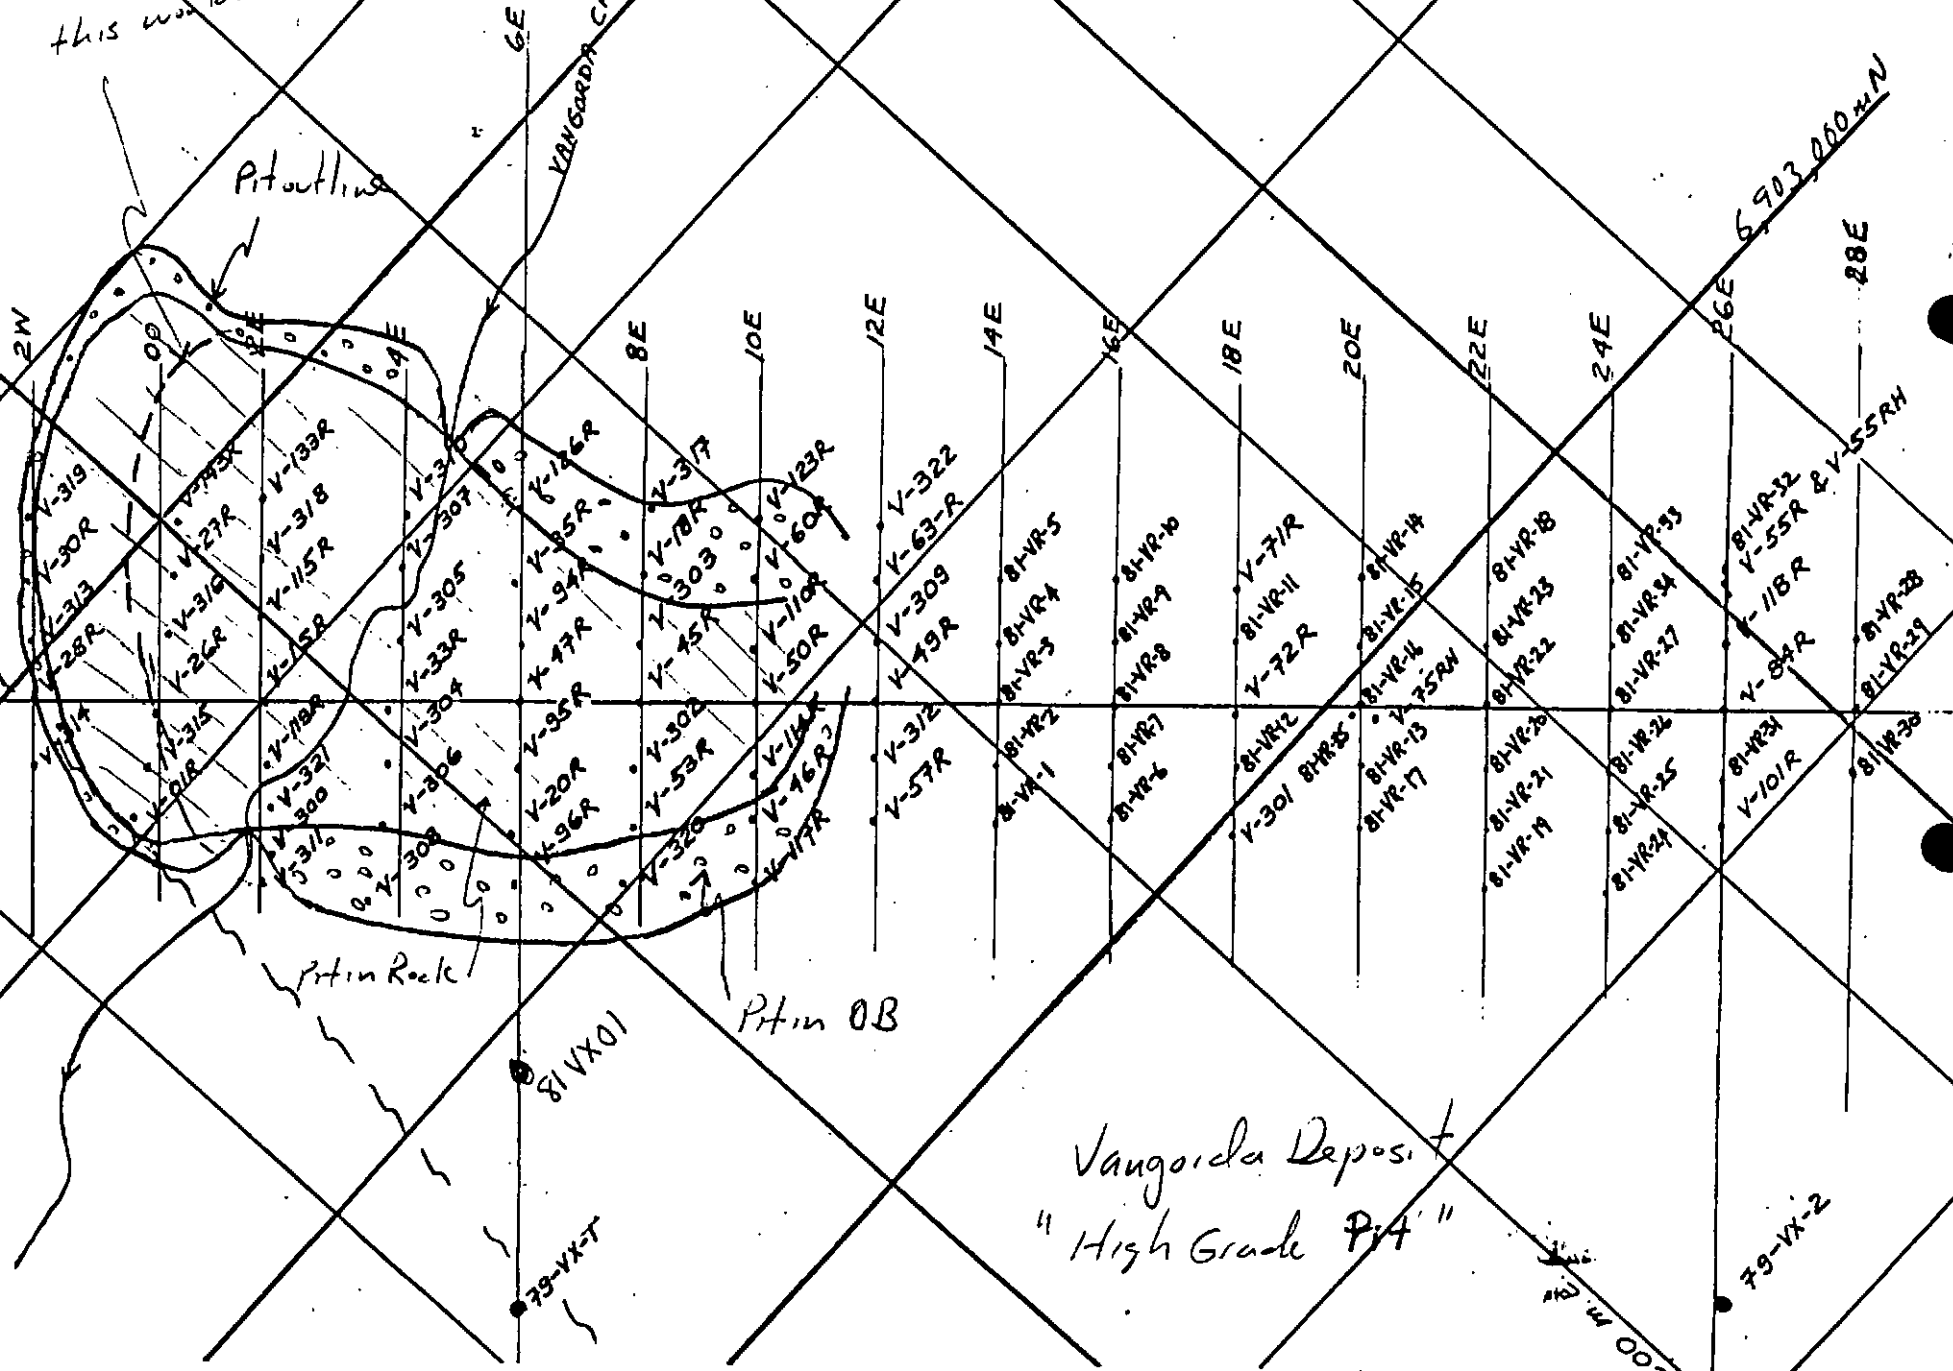 this
Pit outline
VANGORDA
6,903,000 mN
2W
00
2E
04E
6E
8E
10E
12E
14E
16E
18E
20E
22E
24E
26E
28E
V-319
V-30R
V-313
V-28R
V-314
V-143R
V-27R
V-316
V-26R
V-315
V-01R
V-133R
V-318
V-115R
V-15R
V-119R
V-321
V-300
V-311
V-307
V-305
V-33R
V-304
V-306
V-308
V-126R
V-35R
V-94R
V-47R
V-95R
V-20R
V-96R
V-317
V-18R
V-303
V-45R
V-302
V-53R
V-320
V-123R
V-60R
V-110R
V-50R
V-46R
V-117R
V-322
V-63-R
V-309
V-49R
V-312
V-57R
81-VR-5
81-VR-4
81-VR-3
81-VR-2
81-VR-1
81-VR-10
81-VR-9
81-VR-8
81-VR-7
81-VR-6
V-71R
81-VR-11
V-72R
81-VR-12
V-301
81-VR-14
81-VR-15
81-VR-16
V-75RH
81-VR-13
81-VR-17
81-VR-18
81-VR-23
81-VR-22
81-VR-20
81-VR-21
81-VR-19
81-VR-33
81-VR-34
81-VR-27
81-VR-26
81-VR-25
81-VR-24
81-VR-32
V-55R & V-55RH
V-118R
V-84R
81-VR-31
V-101R
81-VR-28
81-VR-29
81-VR-30
Pit in Rock
Pit in OB
81 VX01
79-VX-1
79-VX-2
Vangorda Deposit
"High Grade Pit"